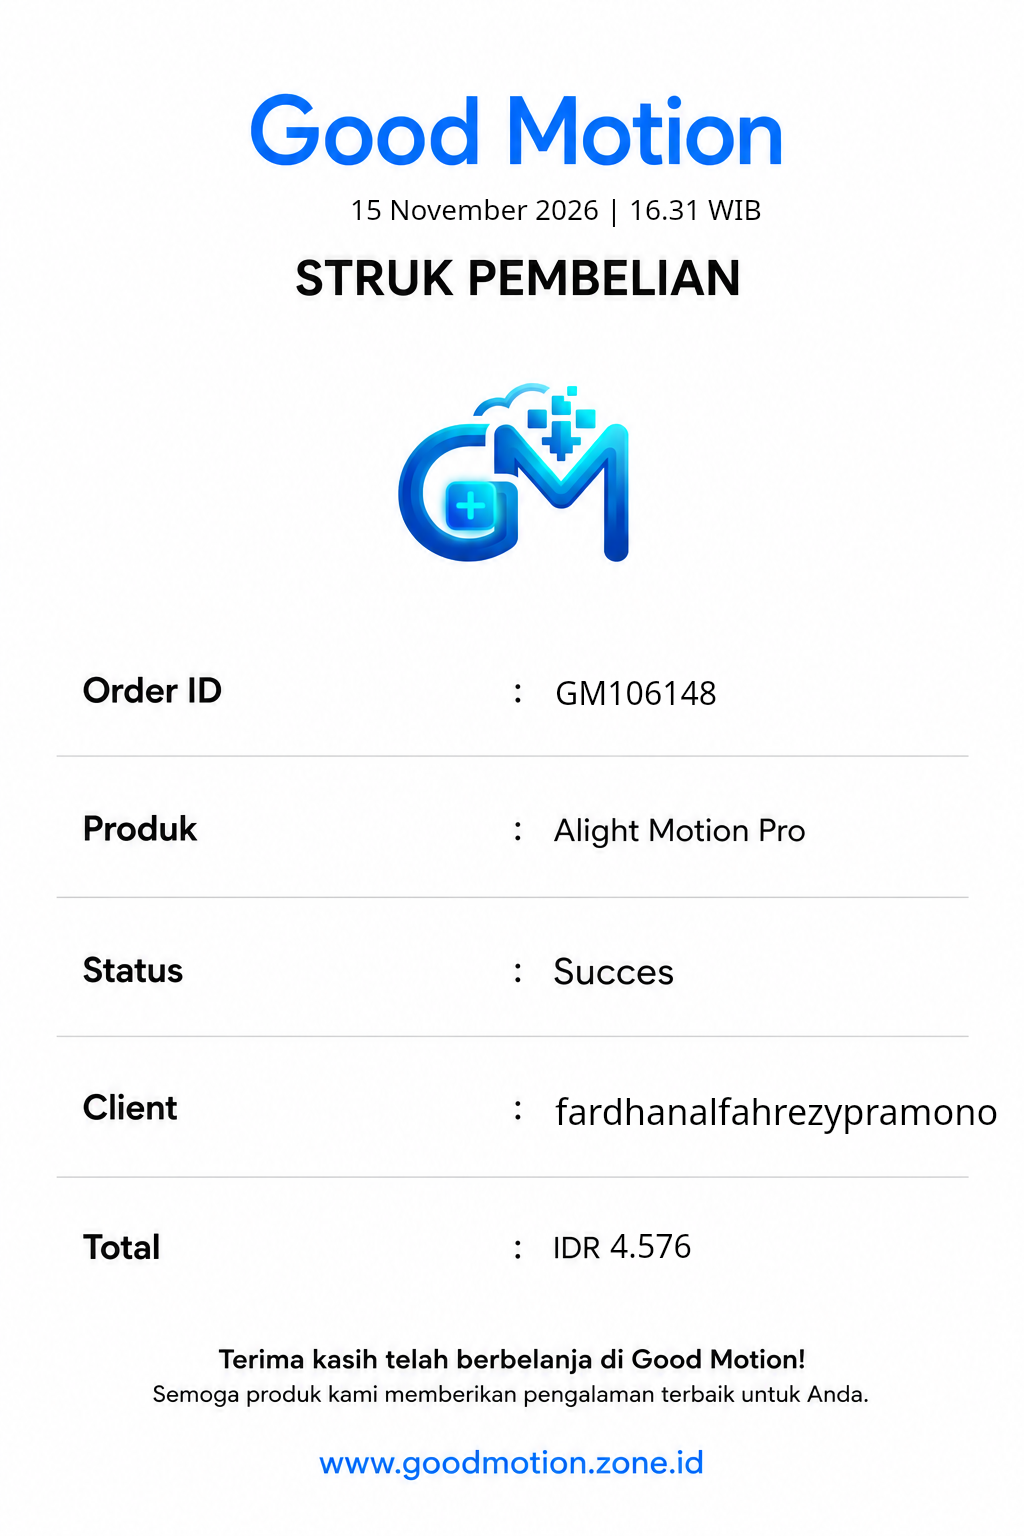 Good Motion
15 November 2026 | 16.31 WIB
STRUK PEMBELIAN
GM
Order ID : GM106148
Produk : Alight Motion Pro
Status : Succes
Client : fardhanalfahrezypramono
Total : IDR 4.576
Terima kasih telah berbelanja di Good Motion!
Semoga produk kami memberikan pengalaman terbaik untuk Anda.
www.goodmotion.zone.id